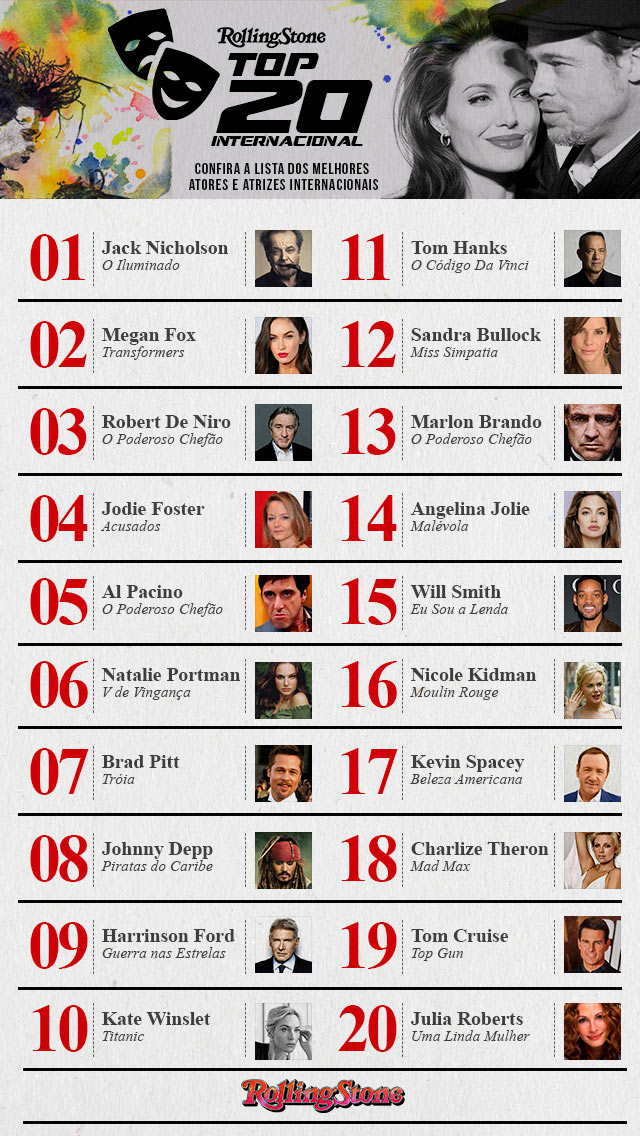 RollingStone
TOP
20
INTERNACIONAL
CONFIRA A LISTA DOS MELHORES
ATORES E ATRIZES INTERNACIONAIS
01
Jack Nicholson
O Iluminado
02
Megan Fox
Transformers
03
Robert De Niro
O Poderoso Chefão
04
Jodie Foster
Acusados
05
Al Pacino
O Poderoso Chefão
06
Natalie Portman
V de Vingança
07
Brad Pitt
Tróia
08
Johnny Depp
Piratas do Caribe
09
Harrinson Ford
Guerra nas Estrelas
10
Kate Winslet
Titanic
11
Tom Hanks
O Código Da Vinci
12
Sandra Bullock
Miss Simpatia
13
Marlon Brando
O Poderoso Chefão
14
Angelina Jolie
Malévola
15
Will Smith
Eu Sou a Lenda
16
Nicole Kidman
Moulin Rouge
17
Kevin Spacey
Beleza Americana
18
Charlize Theron
Mad Max
19
Tom Cruise
Top Gun
20
Julia Roberts
Uma Linda Mulher
RollingStone